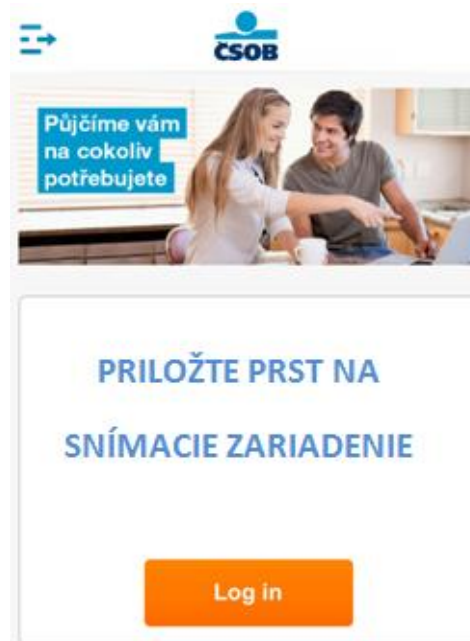 ČSOB
Půjčíme vám
na cokoliv
potřebujete
PRILOŽTE PRST NA
SNÍMACIE ZARIADENIE
Log in